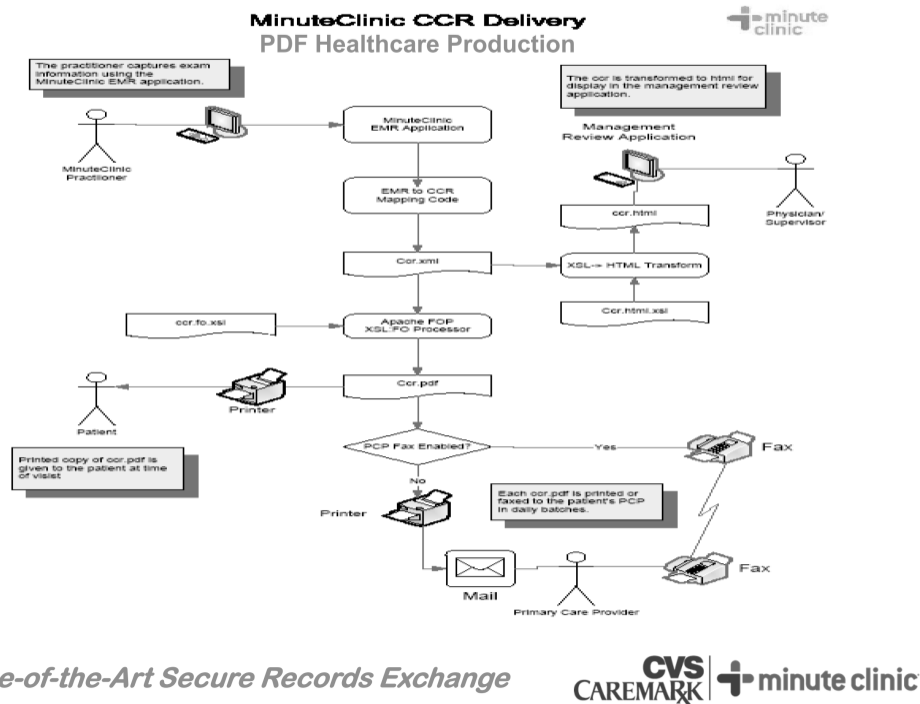 MinuteClinic CCR Delivery
PDF Healthcare Production
minute
clinic
The practitioner captures exam
information using the
MinuteClinic EMR application.
The ccr is transformed to html for
display in the management review
application.
MinuteClinic
Practiioner
MinuteClinic
EMR Application
Management
Review Application
Physician/
Supervisor
EMR to CCR
Mapping Code
ccr.html
Ccr.xml
XSL-> HTML Transform
Ccr.html.xsl
ccr.fo.xsl
Apache FOP
XSL:FO Processor
Ccr.pdf
Printer
Patient
Printed copy of ccr.pdf is
given to the patient at time
of visist
PCP Fax Enabled?
Yes
Fax
No
Printer
Each ccr.pdf is printed or
faxed to the patient's PCP
in daily batches.
Mail
Primary Care Provider
Fax
e-of-the-Art Secure Records Exchange
CVS
CAREMARK
minute clinic